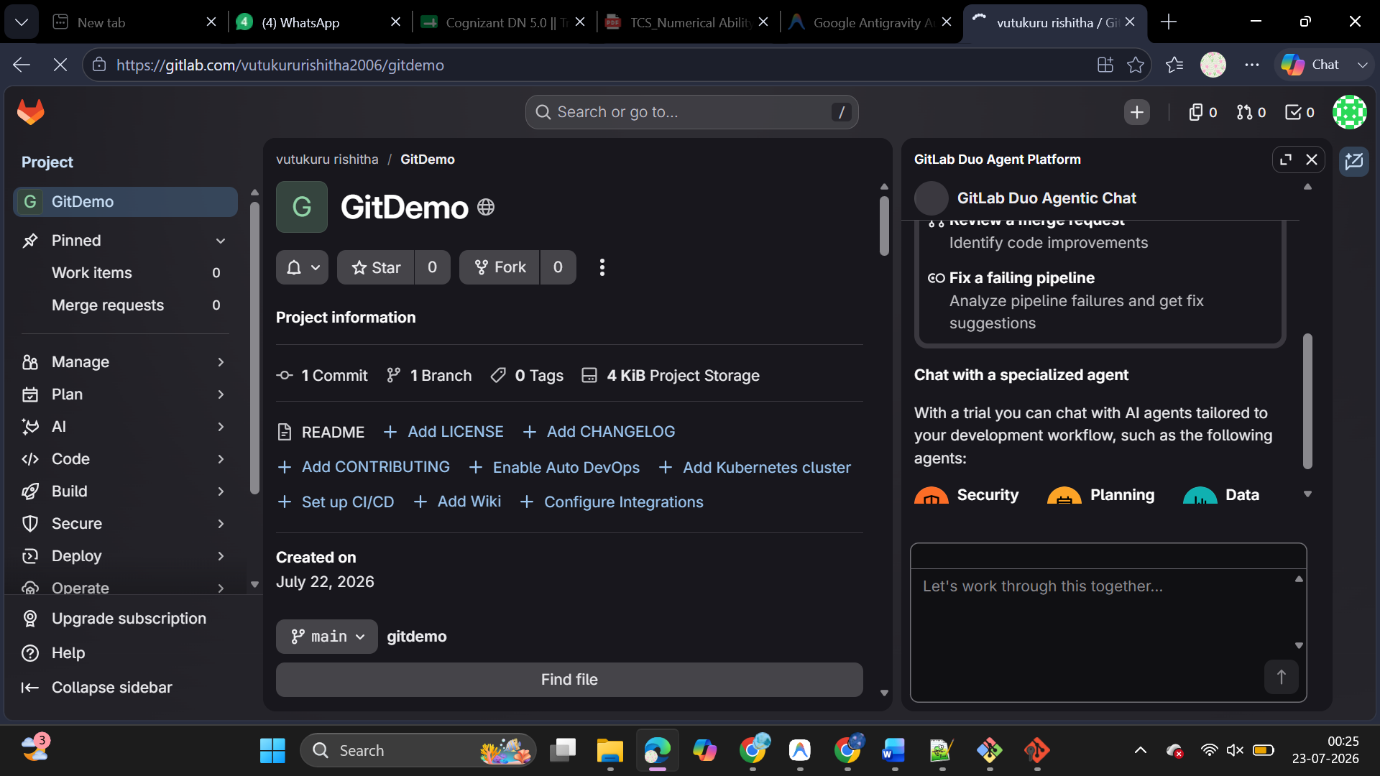 New tab
4
(4) WhatsApp
Cognizant DN 5.0 || T
TCS_Numerical Ability
Google Antigravity A
vutukuru rishitha / Gi
https://gitlab.com/vutukururishitha2006/gitdemo
Chat
Search or go to...
/
0
0
0
Project
G GitDemo
Pinned
Work items 0
Merge requests 0
Manage
Plan
AI
Code
Build
Secure
Deploy
Operate
Upgrade subscription
Help
Collapse sidebar
vutukuru rishitha / GitDemo
G
GitDemo
Star 0
Fork 0
Project information
1 Commit
1 Branch
0 Tags
4 KiB Project Storage
README
+ Add LICENSE
+ Add CHANGELOG
+ Add CONTRIBUTING
+ Enable Auto DevOps
+ Add Kubernetes cluster
+ Set up CI/CD
+ Add Wiki
+ Configure Integrations
Created on
July 22, 2026
main
gitdemo
Find file
GitLab Duo Agent Platform
GitLab Duo Agentic Chat
Review a merge request
Identify code improvements
Fix a failing pipeline
Analyze pipeline failures and get fix
suggestions
Chat with a specialized agent
With a trial you can chat with AI agents tailored to
your development workflow, such as the following
agents:
Security
Planning
Data
Let's work through this together...
3
Search
00:25
23-07-2026